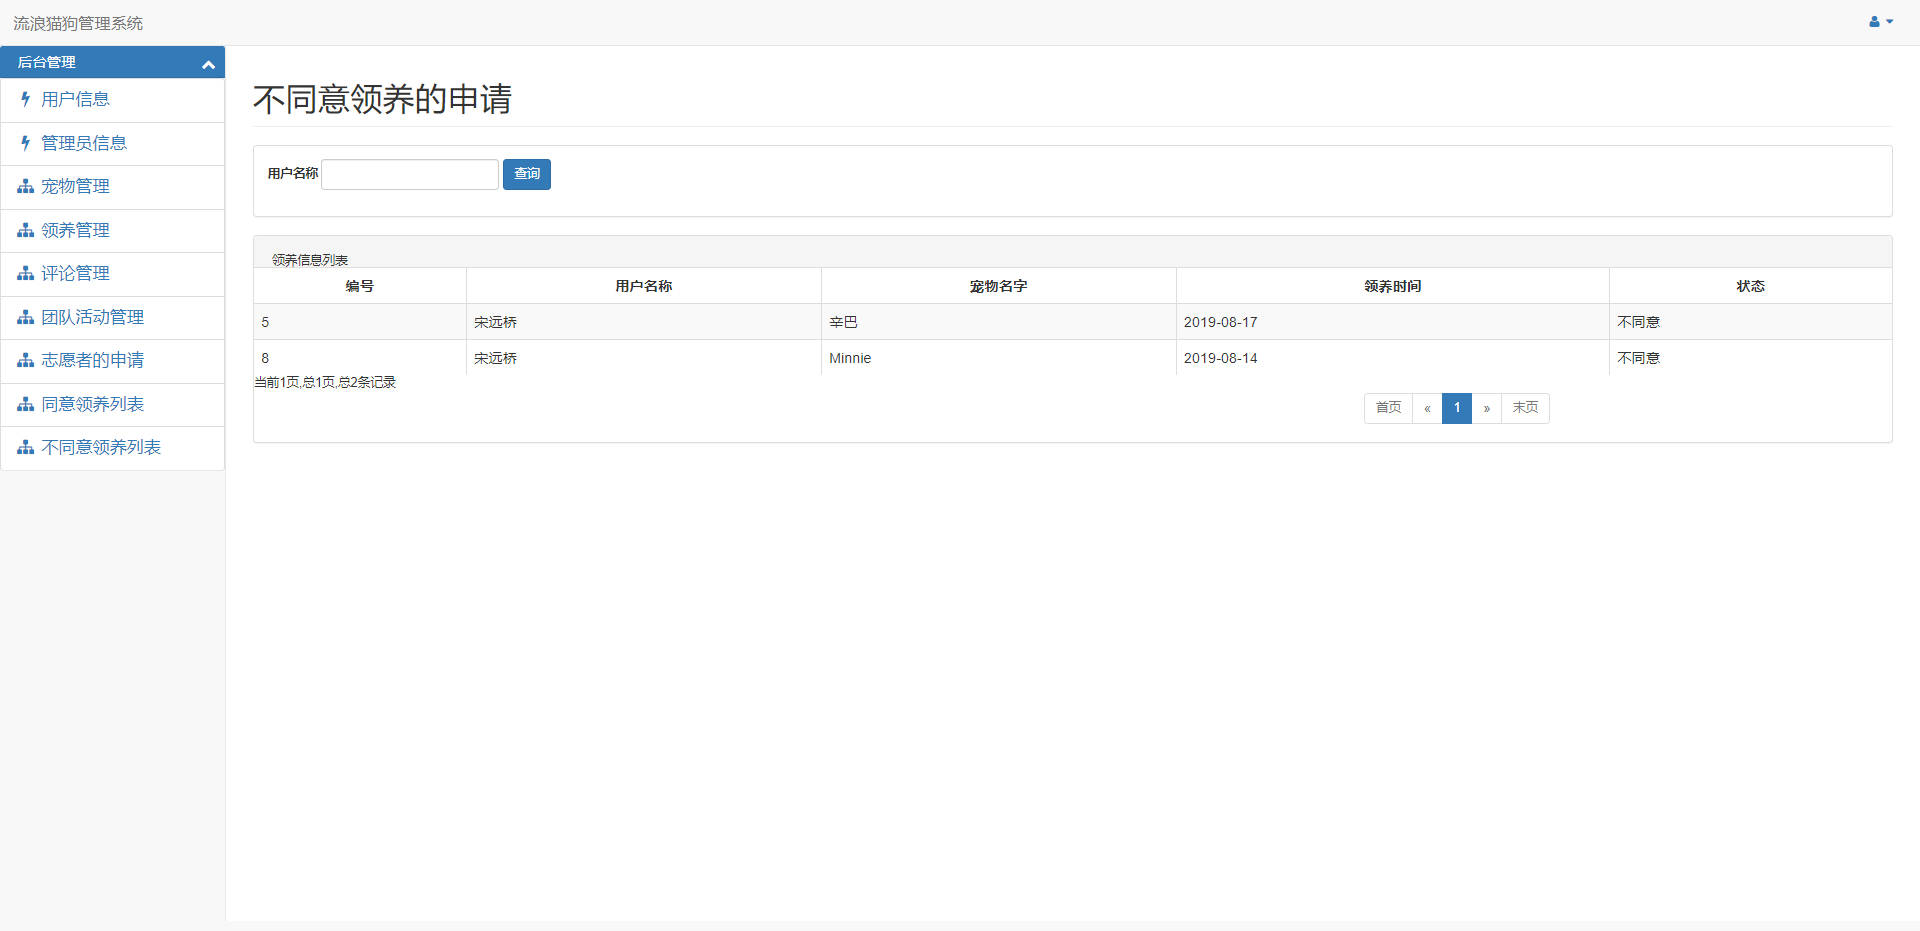 流浪猫狗管理系统
后台管理
用户信息
管理员信息
宠物管理
领养管理
评论管理
团队活动管理
志愿者的申请
同意领养列表
不同意领养列表
不同意领养的申请
用户名称 查询
领养信息列表
编号 用户名称 宠物名字 领养时间 状态
5 宋远桥 辛巴 2019-08-17 不同意
8 宋远桥 Minnie 2019-08-14 不同意
当前1页,总1页,总2条记录
首页 « 1 » 末页